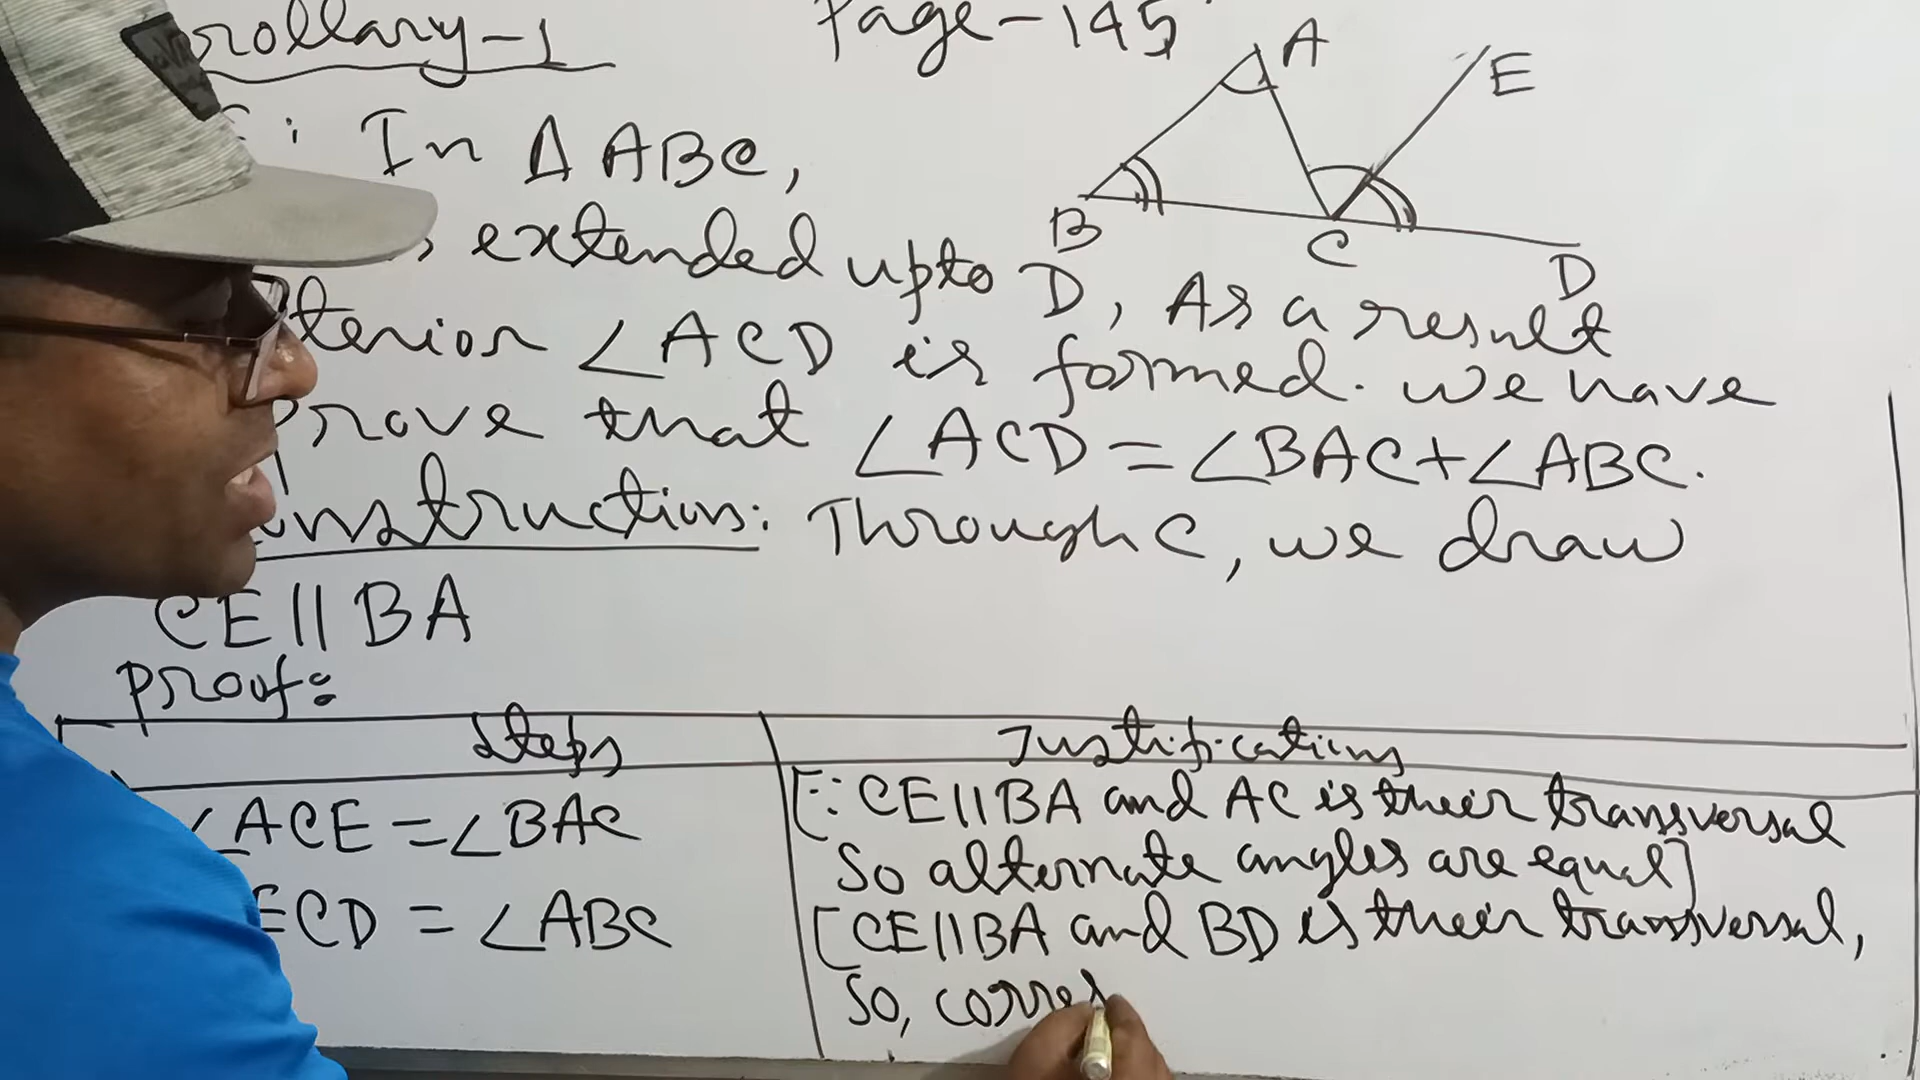 rollary-1 Page-145
A
E
B
C
D
: In Δ ABC,
, extended upto D, As a result
terior ∠ACD is formed. We have
prove that ∠ACD = ∠BAC + ∠ABC.
nstruction: Through C, we draw
CE || BA
Proof:
Steps Justifications
∠ACE = ∠BAC [∵ CE || BA and AC is their transversal
So alternate angles are equal]
ECD = ∠ABC [CE || BA and BD is their transversal,
So, corres